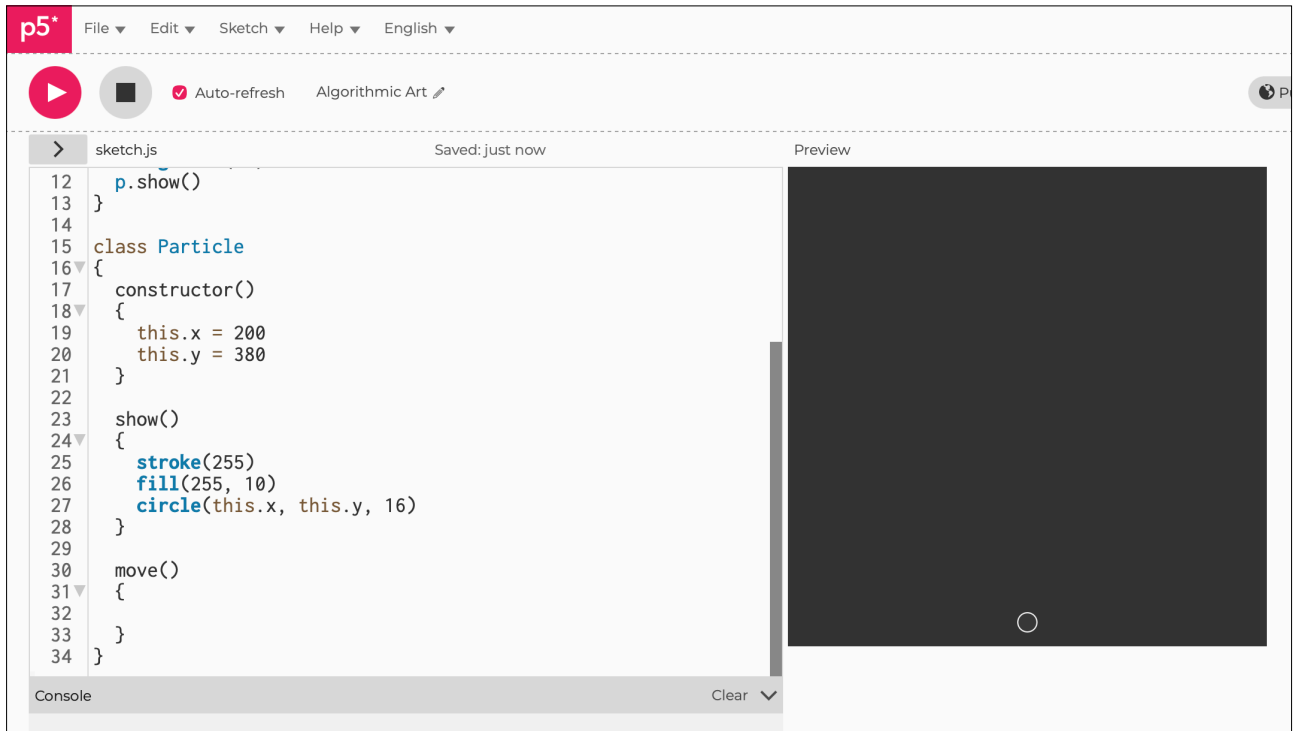 p5* File Edit Sketch Help English
Auto-refresh Algorithmic Art
sketch.js Saved: just now Preview
12 p.show()
13 }
14
15 class Particle
16 {
17 constructor()
18 {
19 this.x = 200
20 this.y = 380
21 }
22
23 show()
24 {
25 stroke(255)
26 fill(255, 10)
27 circle(this.x, this.y, 16)
28 }
29
30 move()
31 {
32
33 }
34 }
Console Clear